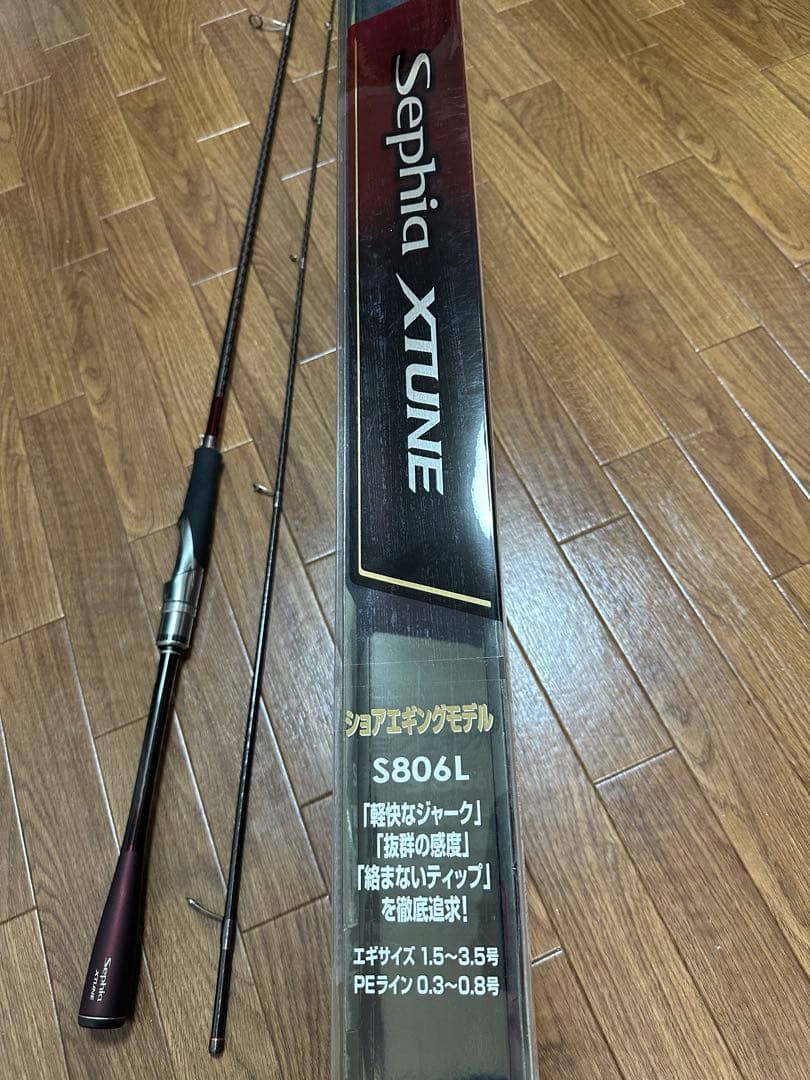 Sephia XTUNE
ショアエギングモデル
S806L
「軽快なジャーク」
「抜群の感度」
「絡まないティップ」
を徹底追求!
エギサイズ 1.5〜3.5号
PEライン 0.3〜0.8号
Sephia
XTUNE